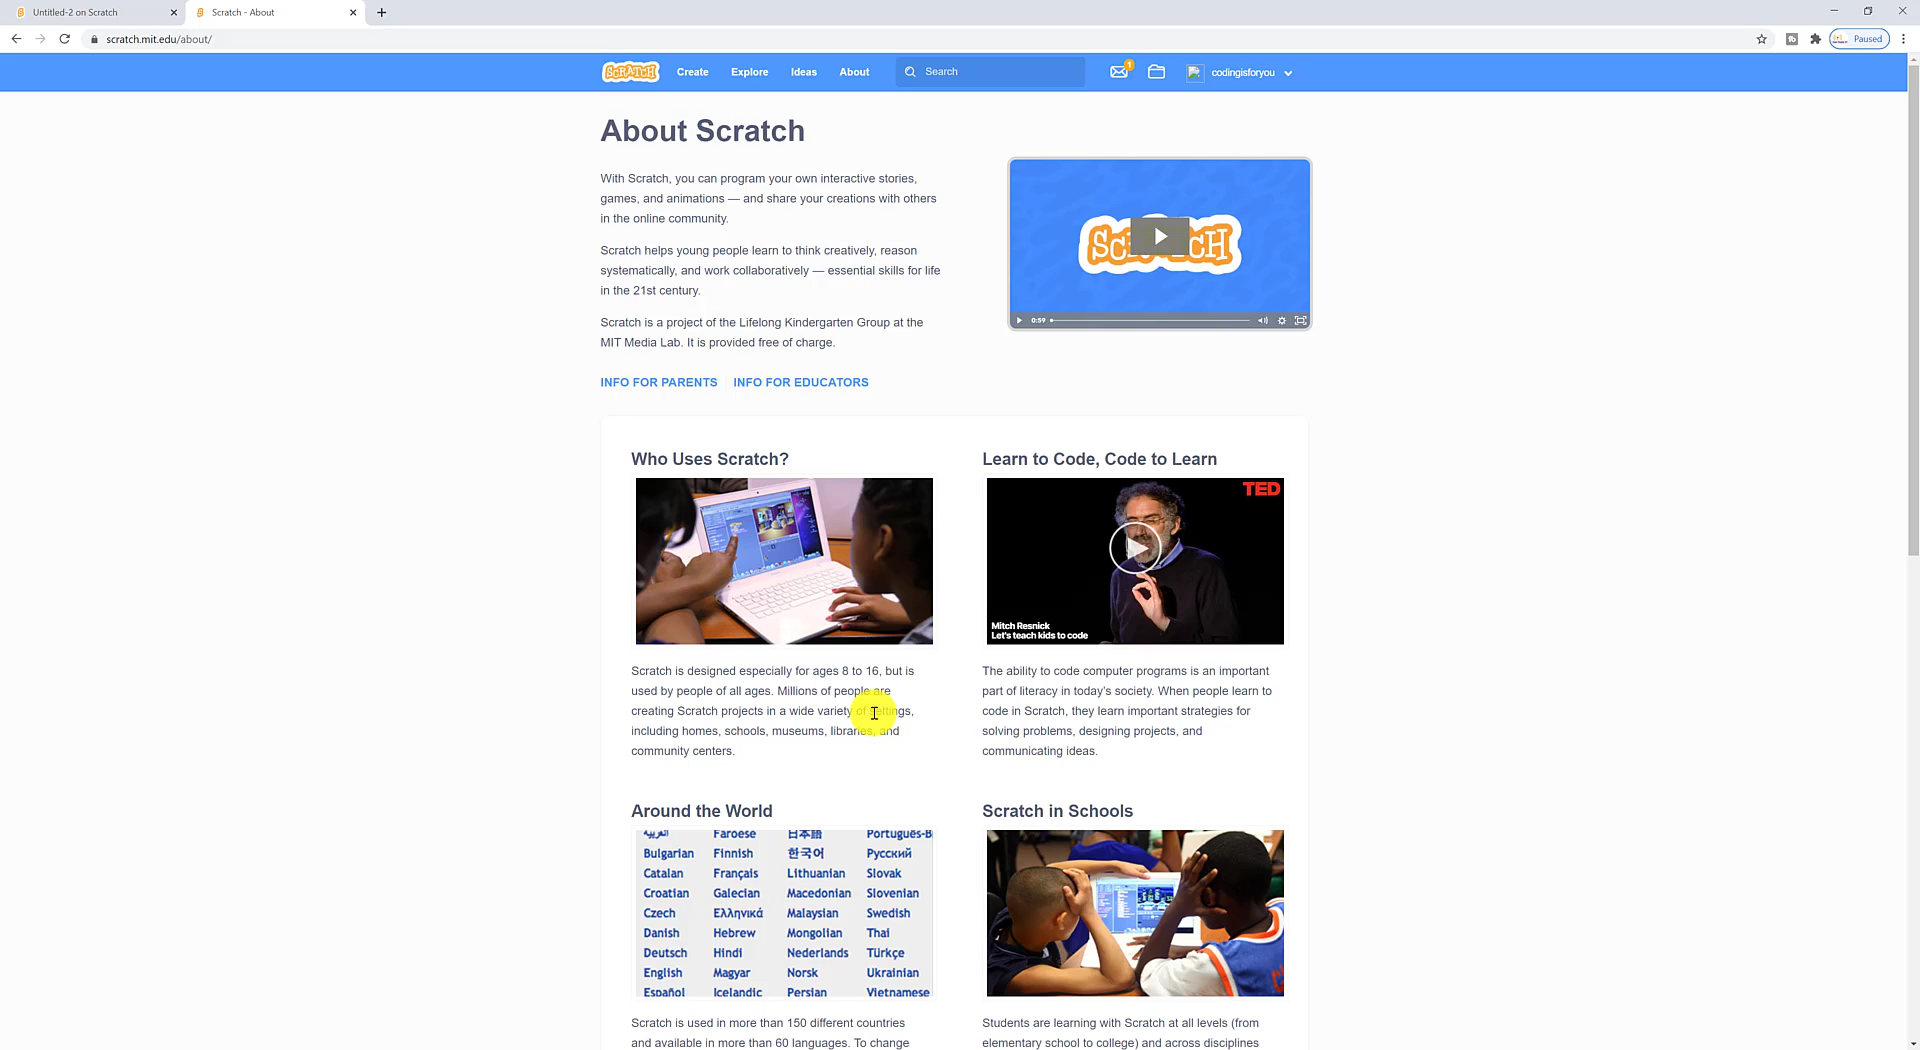 Untitled-2 on Scratch
Scratch - About
scratch.mit.edu/about/
Paused
SCRATCH
Create
Explore
Ideas
About
Search
1
codingisforyou
About Scratch
With Scratch, you can program your own interactive stories,
games, and animations — and share your creations with others
in the online community.
Scratch helps young people learn to think creatively, reason
systematically, and work collaboratively — essential skills for life
in the 21st century.
Scratch is a project of the Lifelong Kindergarten Group at the
MIT Media Lab. It is provided free of charge.
0:59
INFO FOR PARENTS
INFO FOR EDUCATORS
Who Uses Scratch?
Scratch is designed especially for ages 8 to 16, but is
used by people of all ages. Millions of people are
creating Scratch projects in a wide variety of settings,
including homes, schools, museums, libraries, and
community centers.
Learn to Code, Code to Learn
TED
Mitch Resnick
Let's teach kids to code
The ability to code computer programs is an important
part of literacy in today's society. When people learn to
code in Scratch, they learn important strategies for
solving problems, designing projects, and
communicating ideas.
Around the World
Faroese 日本語 Português-B
Bulgarian Finnish 한국어 Русский
Catalan Français Lithuanian Slovak
Croatian Galecian Macedonian Slovenian
Czech Ελληνικά Malaysian Swedish
Danish Hebrew Mongolian Thai
Deutsch Hindi Nederlands Türkçe
English Magyar Norsk Ukrainian
Español Icelandic Persian Vietnamese
Scratch is used in more than 150 different countries
and available in more than 60 languages. To change
Scratch in Schools
Students are learning with Scratch at all levels (from
elementary school to college) and across disciplines